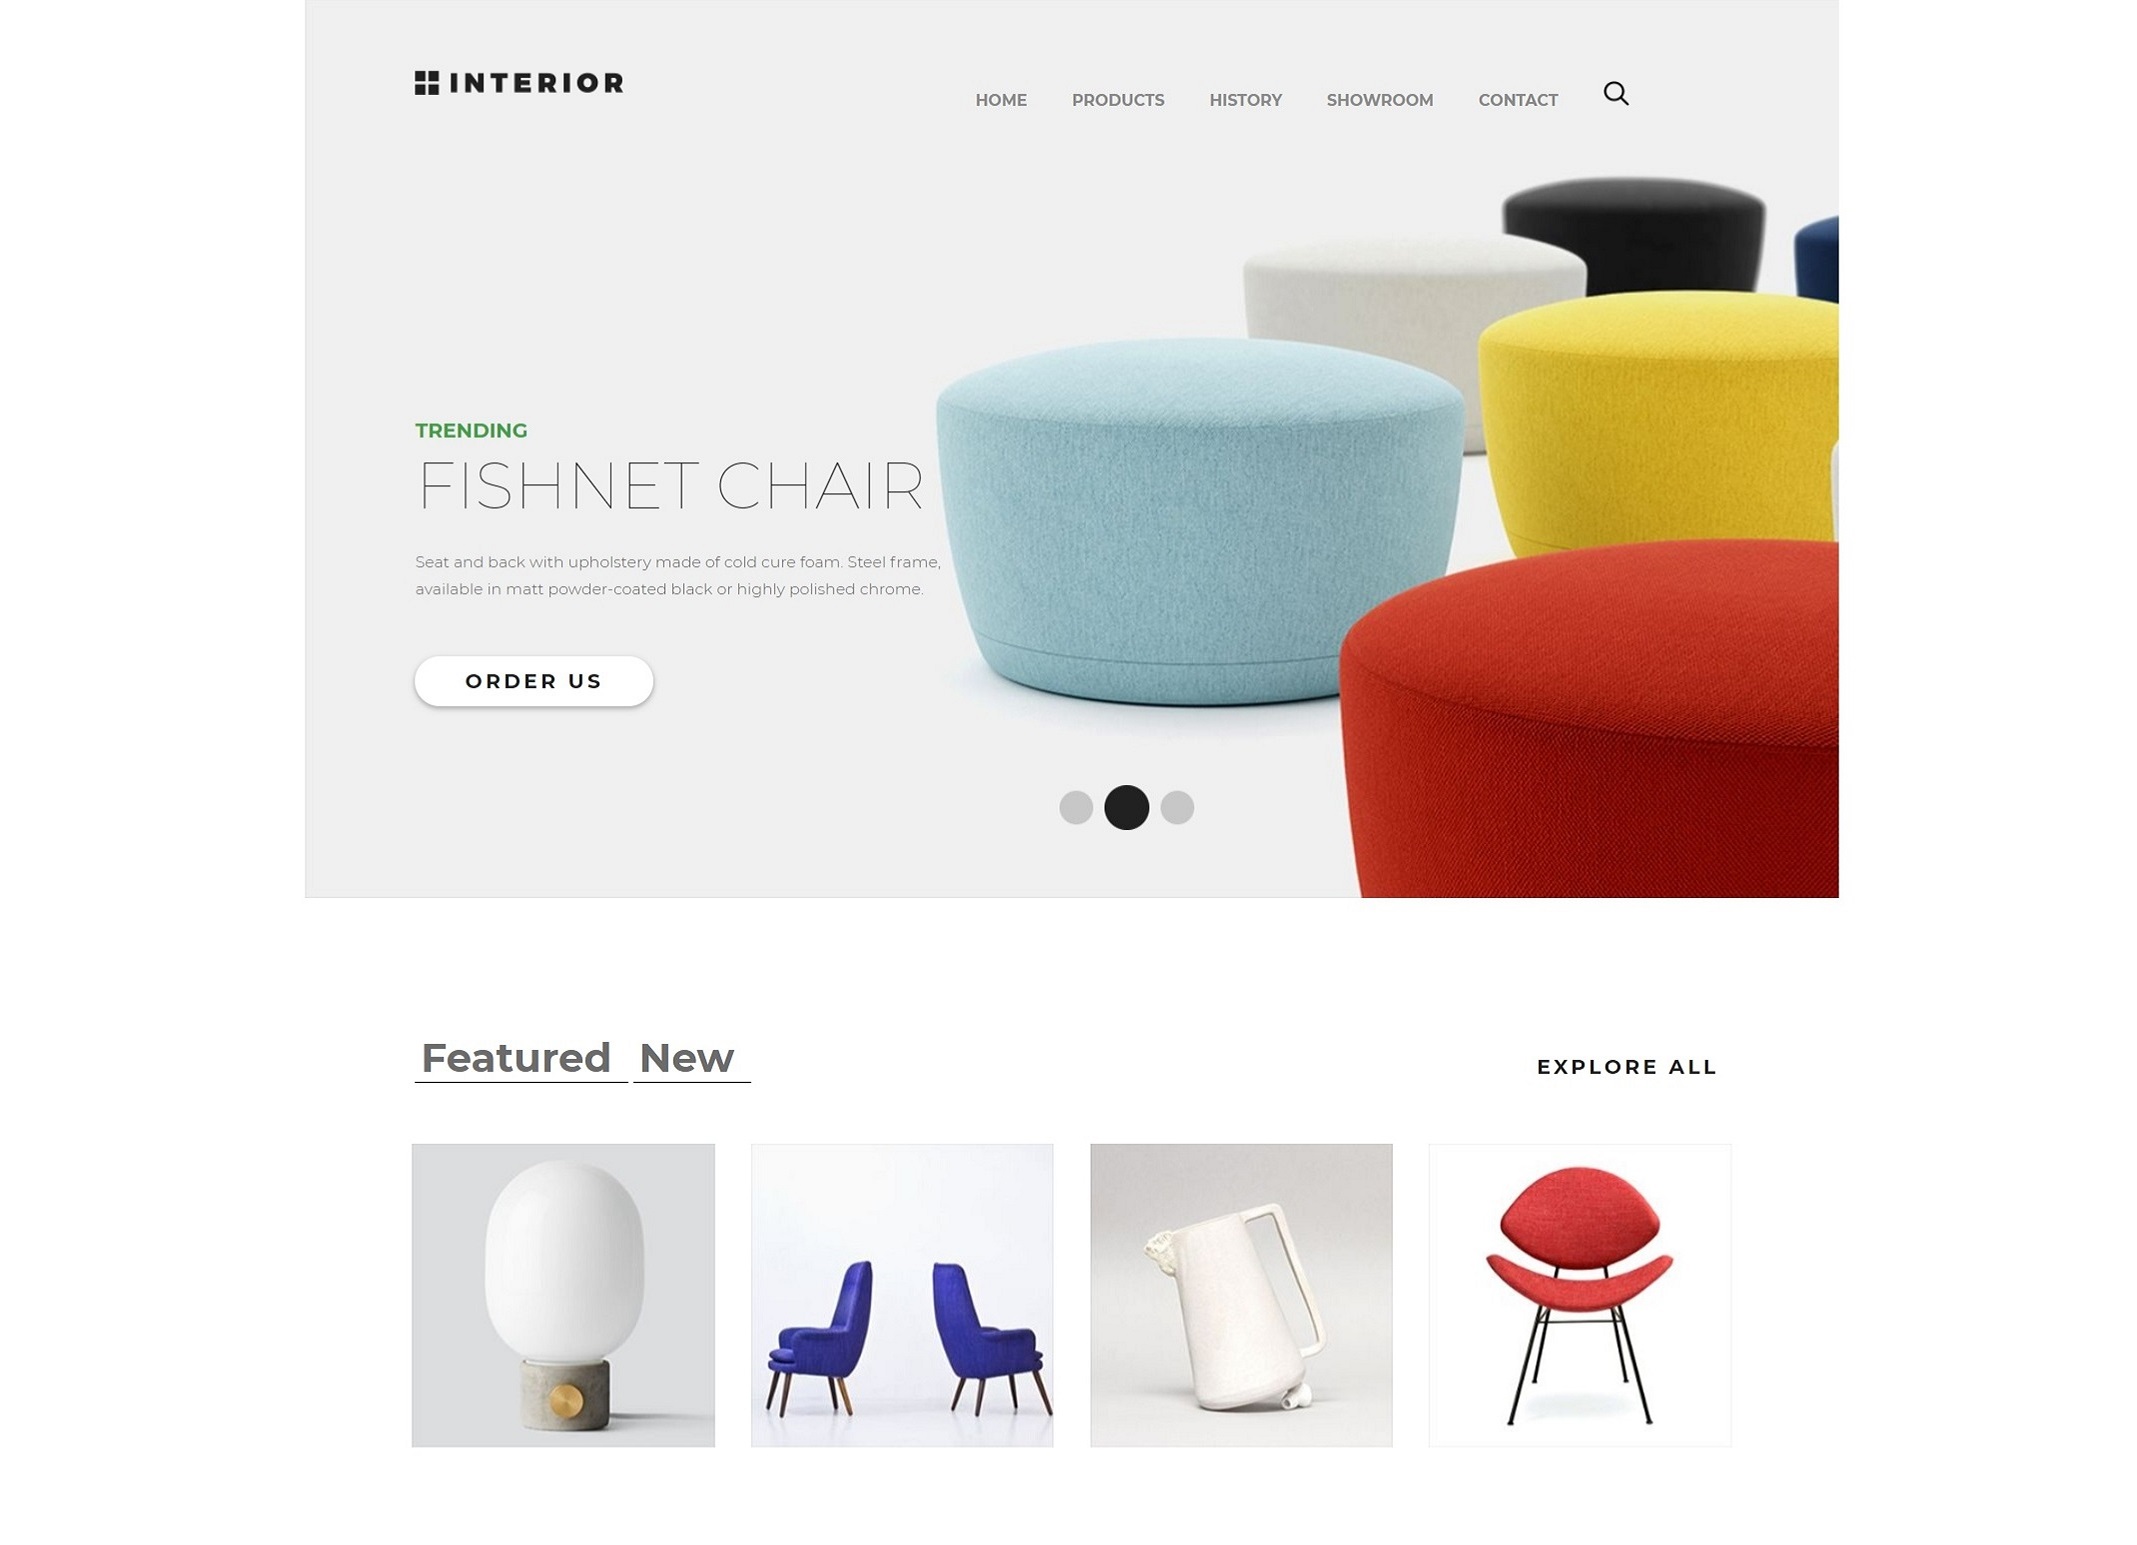 INTERIOR
HOME PRODUCTS HISTORY SHOWROOM CONTACT
TRENDING
FISHNET CHAIR
Seat and back with upholstery made of cold cure foam. Steel frame,
available in matt powder-coated black or highly polished chrome.
ORDER US
Featured New
EXPLORE ALL